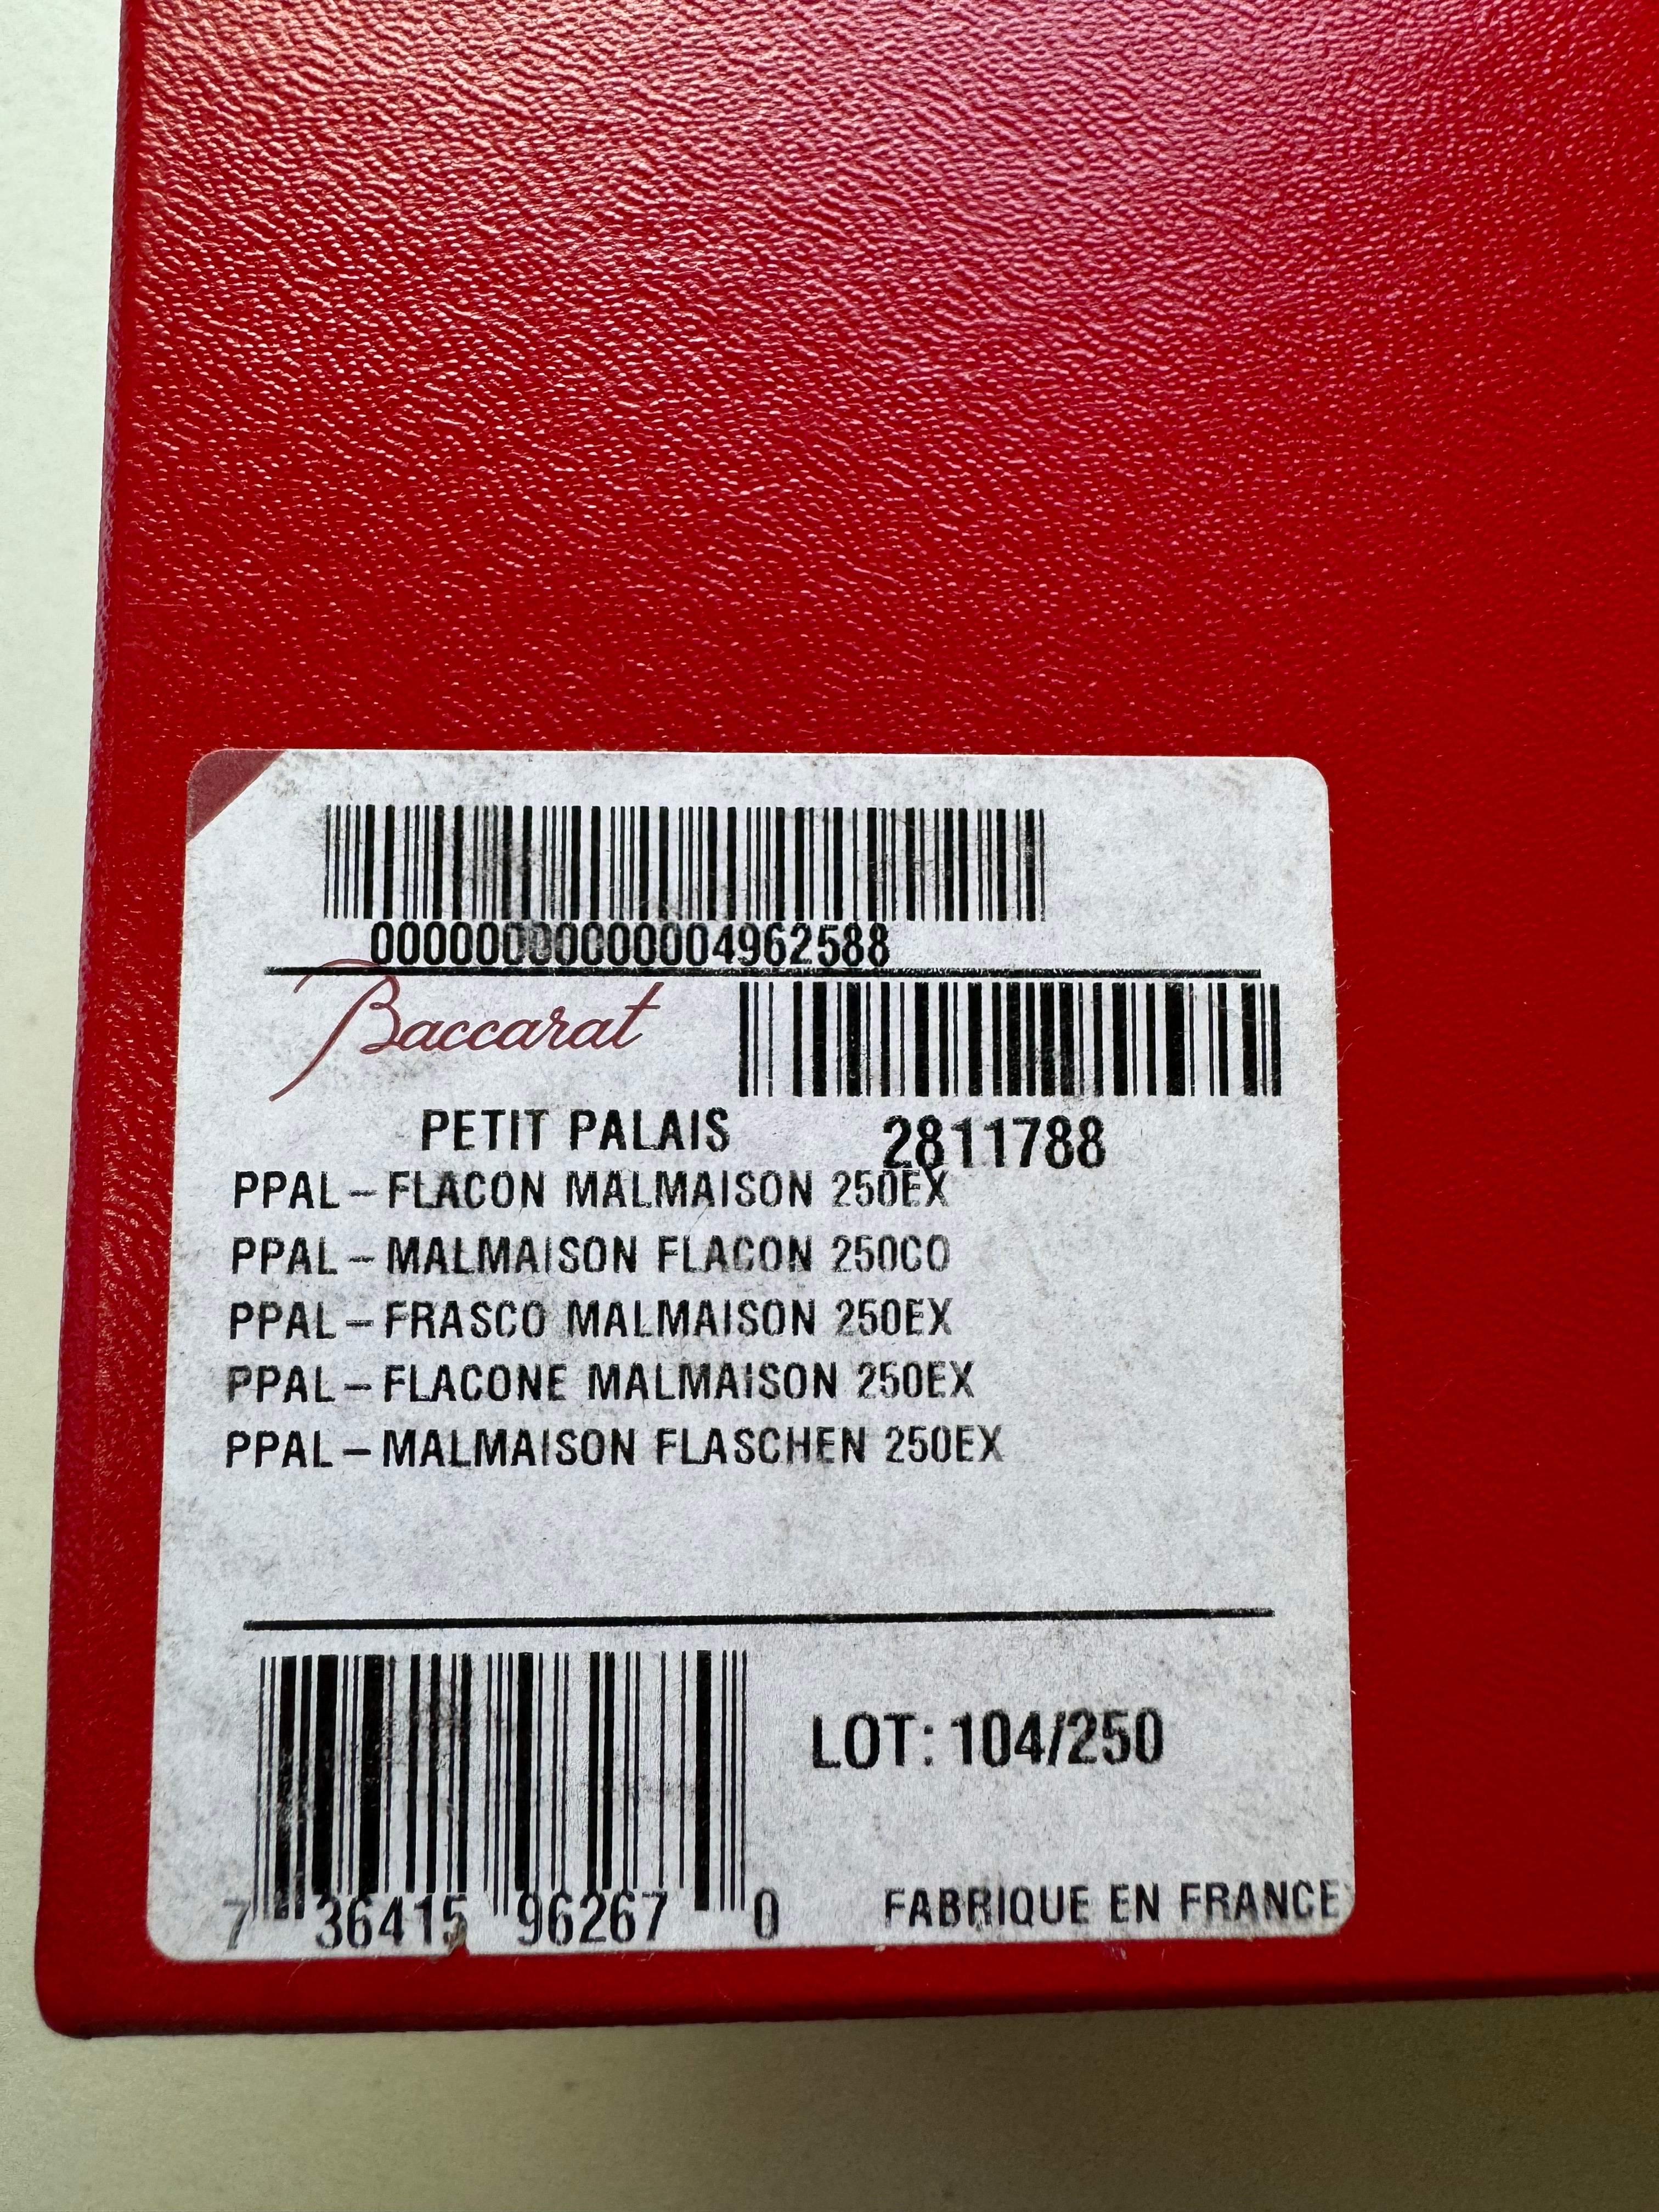 000000000000004962588
Baccarat
PETIT PALAIS 2811788
PPAL-FLACON MALMAISON 250EX
PPAL-MALMAISON FLACON 250CO
PPAL-FRASCO MALMAISON 250EX
PPAL-FLACONE MALMAISON 250EX
PPAL-MALMAISON FLASCHEN 250EX
LOT: 104/250
7 36415 96267 0 FABRIQUE EN FRANCE